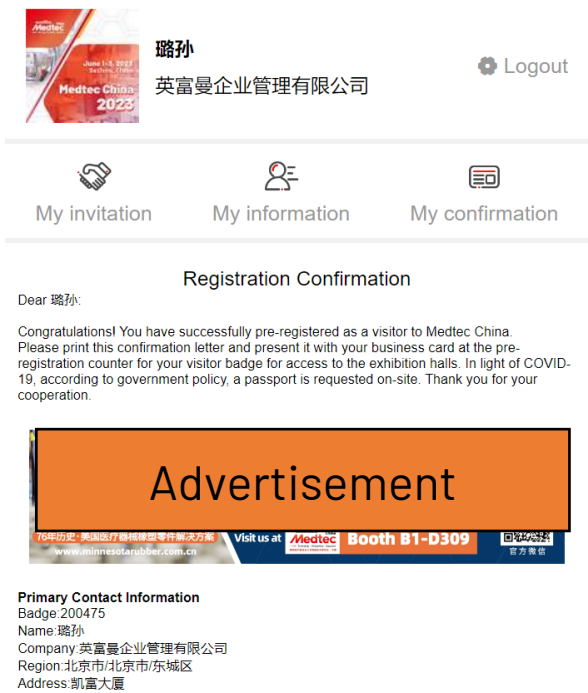 Medtec
June 1-3, 2023
Suzhou, China
Medtec China
2023
璐孙
英富曼企业管理有限公司
Logout
My invitation
My information
My confirmation
Registration Confirmation
Dear 璐孙:
Congratulations! You have successfully pre-registered as a visitor to Medtec China.
Please print this confirmation letter and present it with your business card at the pre-
registration counter for your visitor badge for access to the exhibition halls. In light of COVID-
19, according to government policy, a passport is requested on-site. Thank you for your
cooperation.
Advertisement
76年历史·美国医疗器械橡塑零件解决方案
www.minnesotarubber.com.cn
Visit us at Medtec Booth B1-D309
官方微信
Primary Contact Information
Badge:200475
Name:璐孙
Company:英富曼企业管理有限公司
Region:北京市/北京市/东城区
Address:凯富大厦